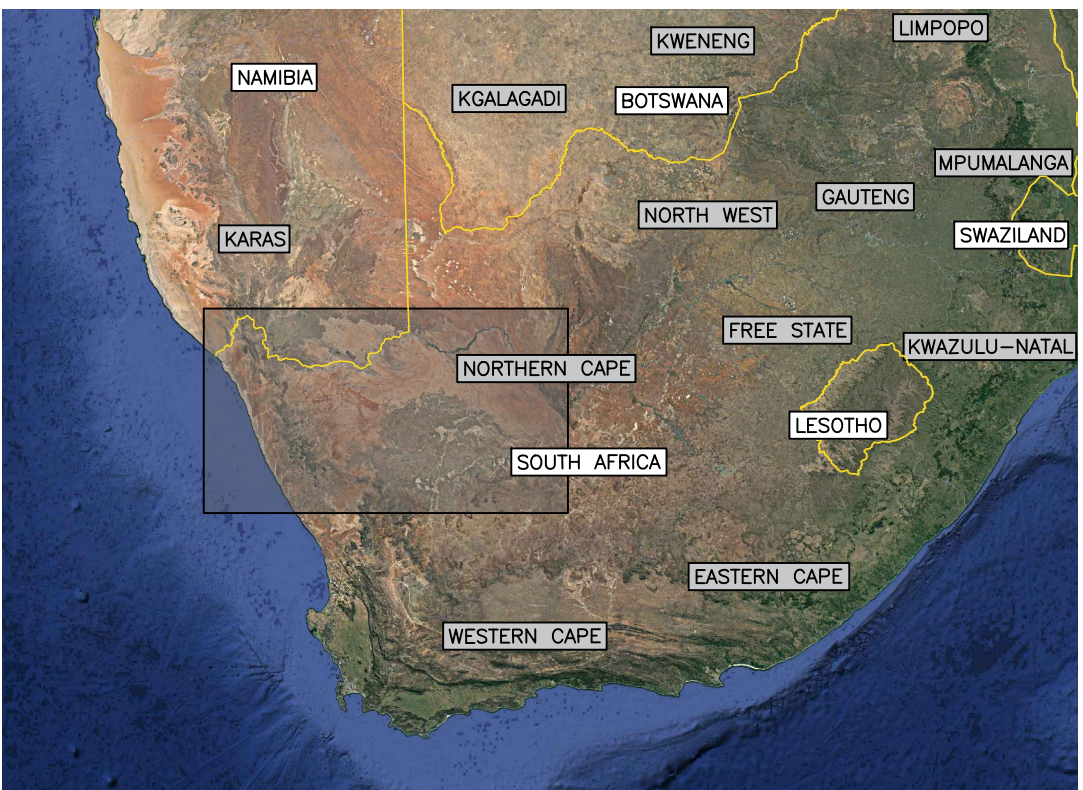 LIMPOPO
KWENENG
NAMIBIA
KGALAGADI
BOTSWANA
MPUMALANGA
GAUTENG
NORTH WEST
KARAS
SWAZILAND
FREE STATE
KWAZULU-NATAL
NORTHERN CAPE
LESOTHO
SOUTH AFRICA
EASTERN CAPE
WESTERN CAPE